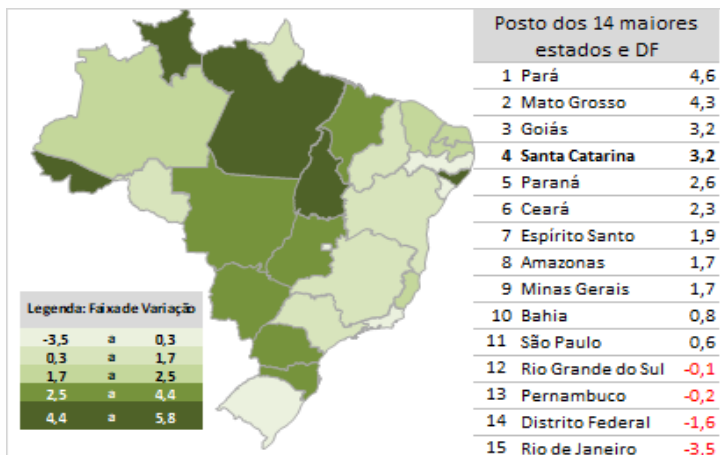 Posto dos 14 maiores
estados e DF
1 Pará 4,6
2 Mato Grosso 4,3
3 Goiás 3,2
4 Santa Catarina 3,2
5 Paraná 2,6
6 Ceará 2,3
7 Espírito Santo 1,9
8 Amazonas 1,7
9 Minas Gerais 1,7
10 Bahia 0,8
11 São Paulo 0,6
12 Rio Grande do Sul -0,1
13 Pernambuco -0,2
14 Distrito Federal -1,6
15 Rio de Janeiro -3,5
Legenda: Faixa de Variação
-3,5 a 0,3
0,3 a 1,7
1,7 a 2,5
2,5 a 4,4
4,4 a 5,8